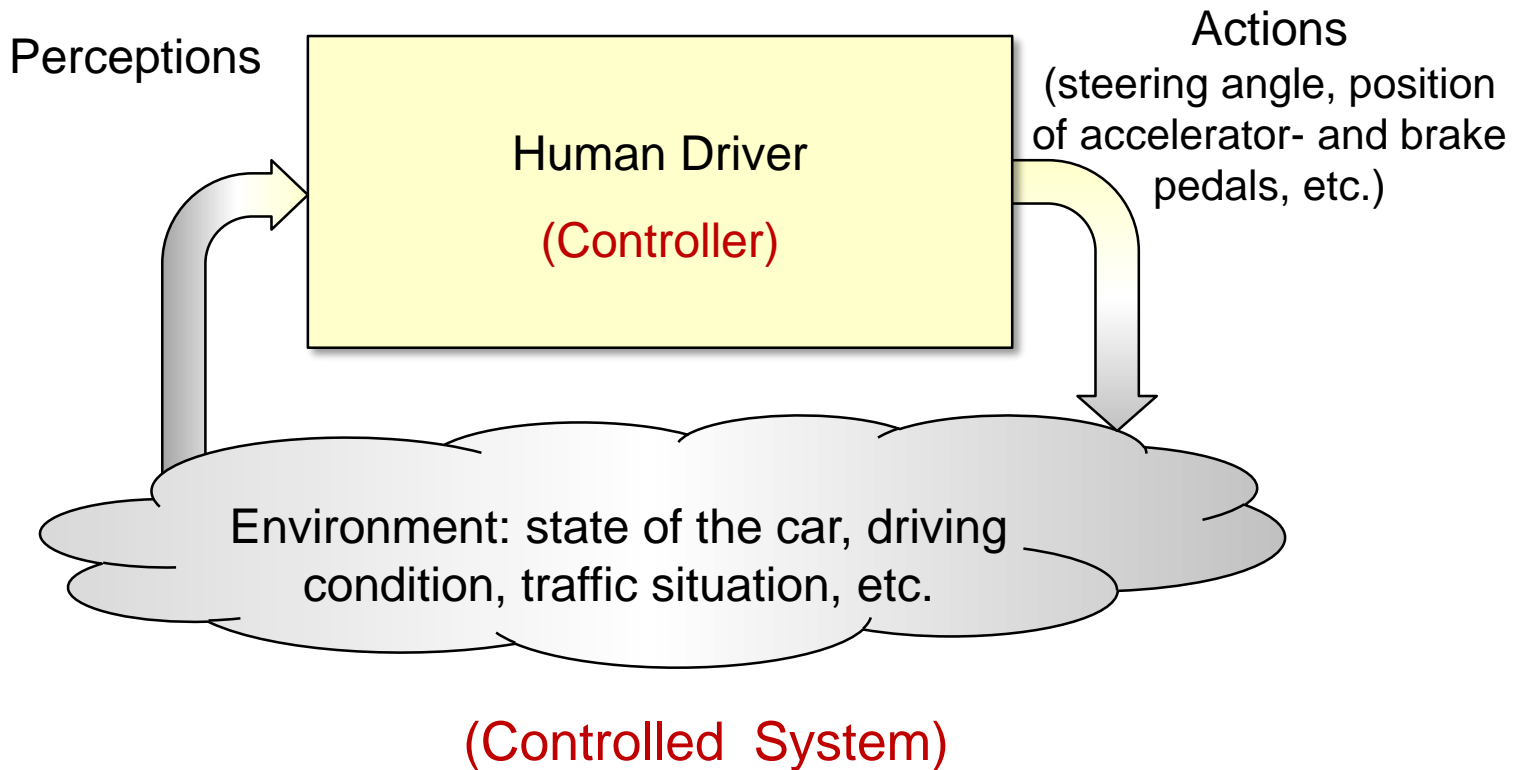 Perceptions
Human Driver
(Controller)
Actions
(steering angle, position
of accelerator- and brake
pedals, etc.)
Environment: state of the car, driving
condition, traffic situation, etc.
(Controlled System)